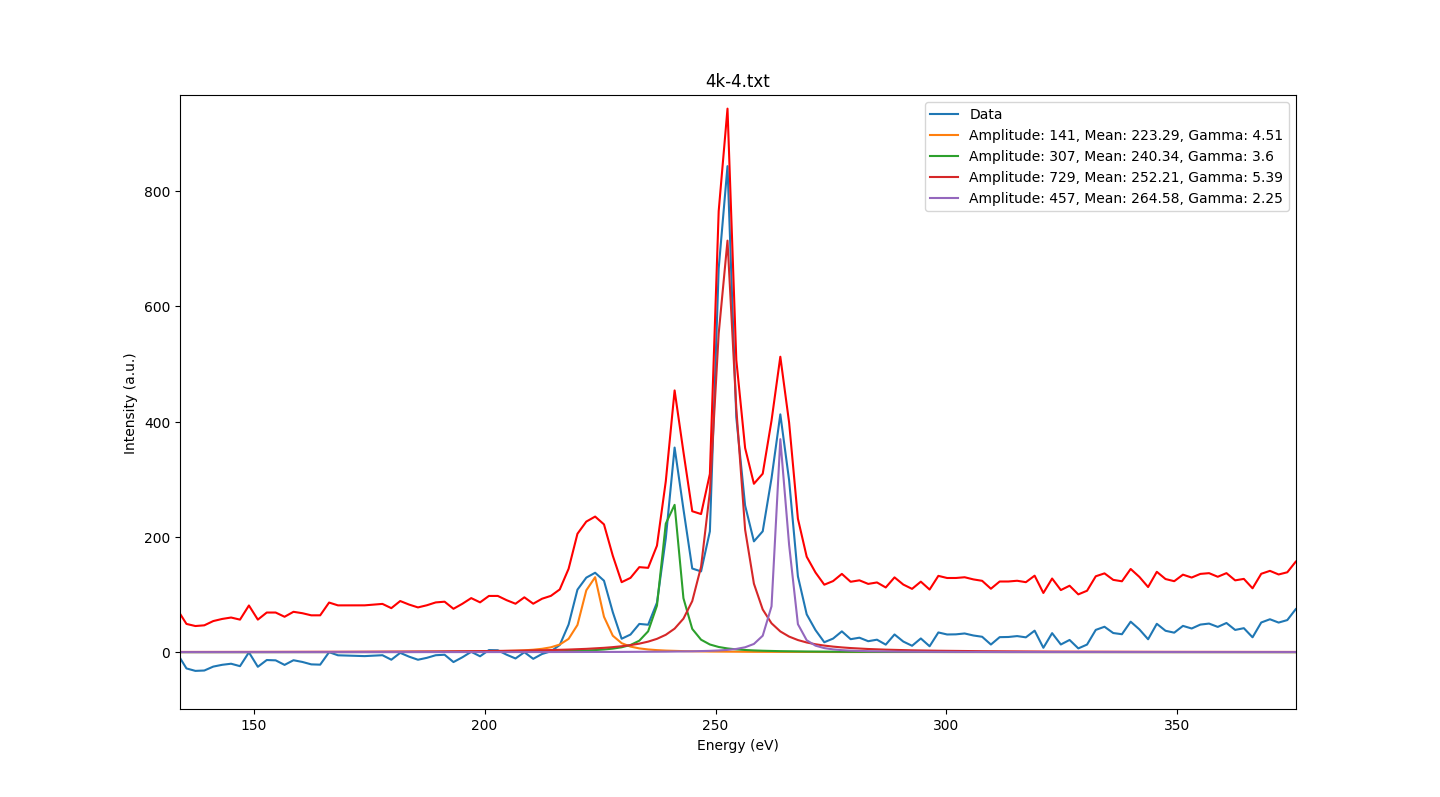 4k-4.txt
Data
Amplitude: 141, Mean: 223.29, Gamma: 4.51
Amplitude: 307, Mean: 240.34, Gamma: 3.6
Amplitude: 729, Mean: 252.21, Gamma: 5.39
Amplitude: 457, Mean: 264.58, Gamma: 2.25
800
600
400
200
0
Intensity (a.u.)
150 200 250 300 350
Energy (eV)